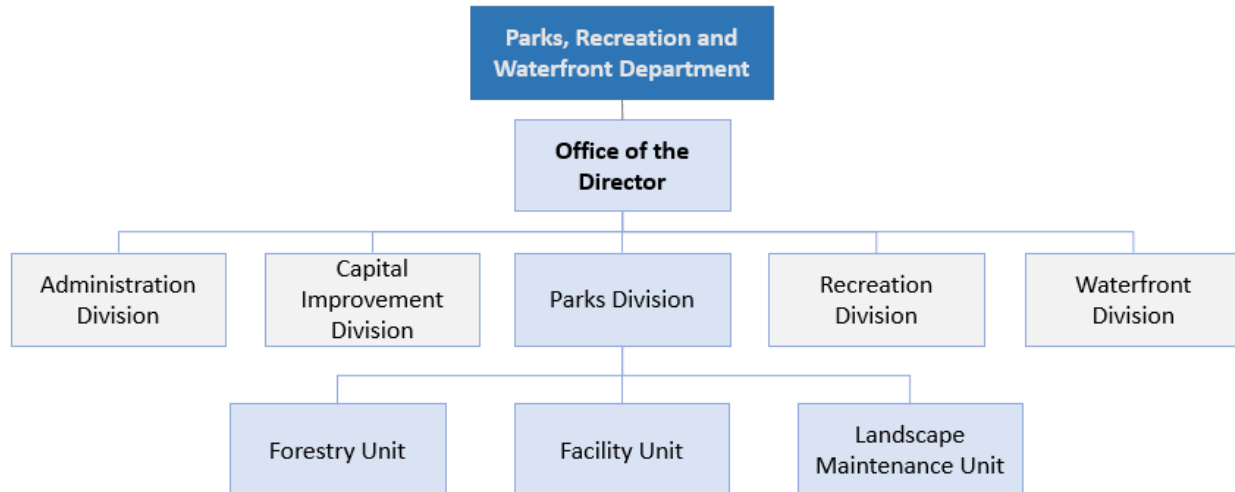 Parks, Recreation and
Waterfront Department
Office of the
Director
Administration
Division
Capital
Improvement
Division
Parks Division
Recreation
Division
Waterfront
Division
Forestry Unit
Facility Unit
Landscape
Maintenance Unit